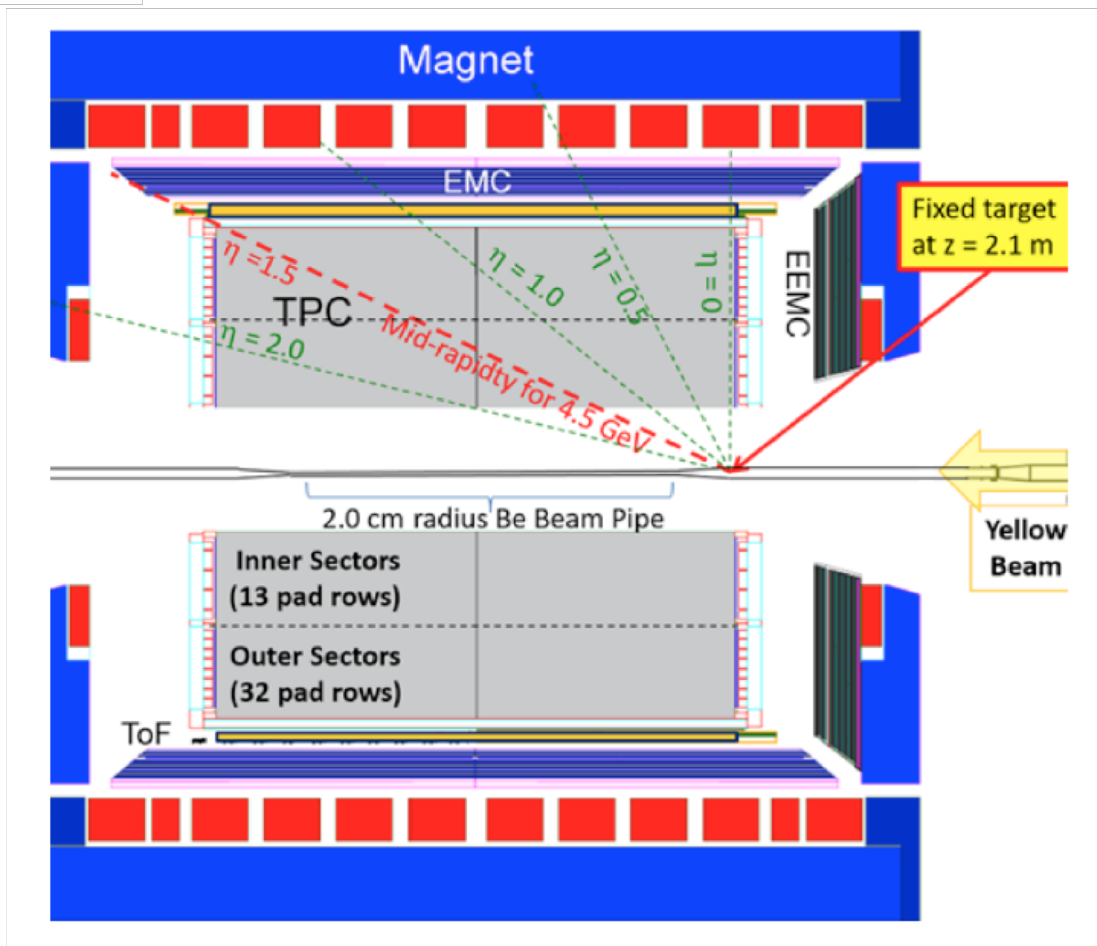 Magnet
EMC
Fixed target
at z = 2.1 m
η =1.5
η = 1.0
η = 0.5
η = 0
EEMC
TPC
η = 2.0
Mid-rapidty for 4.5 GeV
2.0 cm radius Be Beam Pipe
Yellow
Beam
Inner Sectors
(13 pad rows)
Outer Sectors
(32 pad rows)
ToF